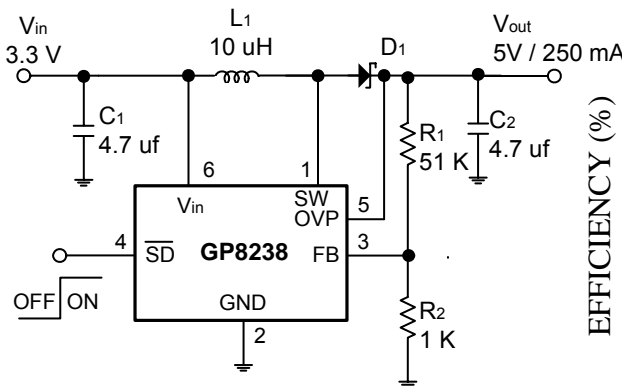 Vin
3.3 V
L1
10 uH
D1
Vout
5V / 250 mA
C1
4.7 uf
R1
51 K
C2
4.7 uf
6
1
Vin
SW
OVP
5
4
SD
GP8238
FB
3
OFF
ON
GND
2
R2
1 K
EFFICIENCY (%)